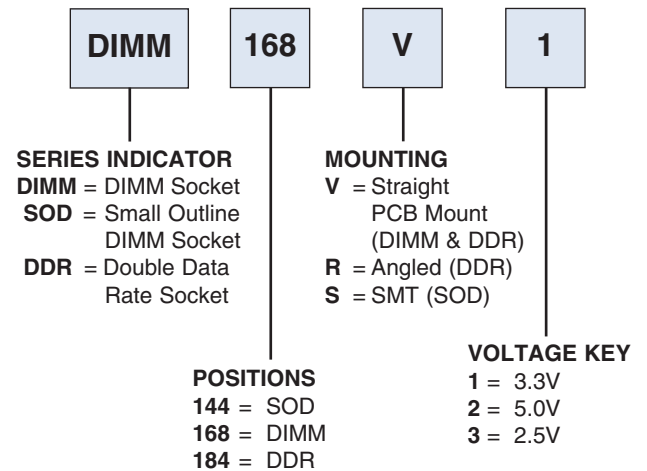 DIMM 168 V 1
SERIES INDICATOR
DIMM = DIMM Socket
SOD = Small Outline
DIMM Socket
DDR = Double Data
Rate Socket
MOUNTING
V = Straight
PCB Mount
(DIMM & DDR)
R = Angled (DDR)
S = SMT (SOD)
POSITIONS
144 = SOD
168 = DIMM
184 = DDR
VOLTAGE KEY
1 = 3.3V
2 = 5.0V
3 = 2.5V